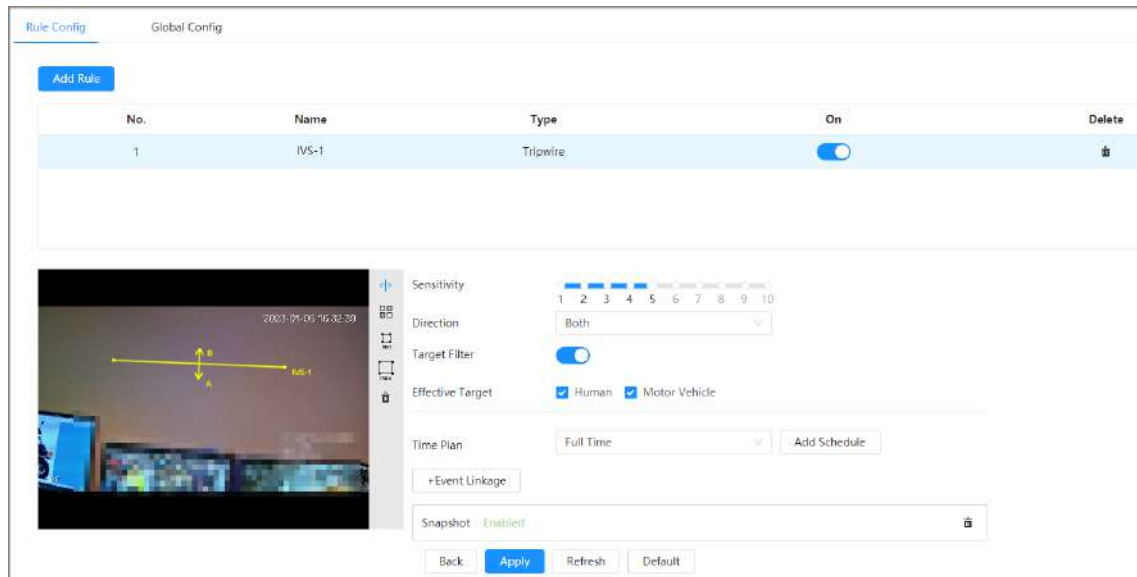 Rule Config Global Config
Add Rule
No. Name Type On Delete
1 IVS-1 Tripwire
2023-01-06 16:32:39
B
IVS-1
A
Sensitivity
1 2 3 4 5 6 7 8 9 10
Direction Both
Target Filter
Effective Target Human Motor Vehicle
Time Plan Full Time Add Schedule
+Event Linkage
Snapshot Enabled
Back Apply Refresh Default